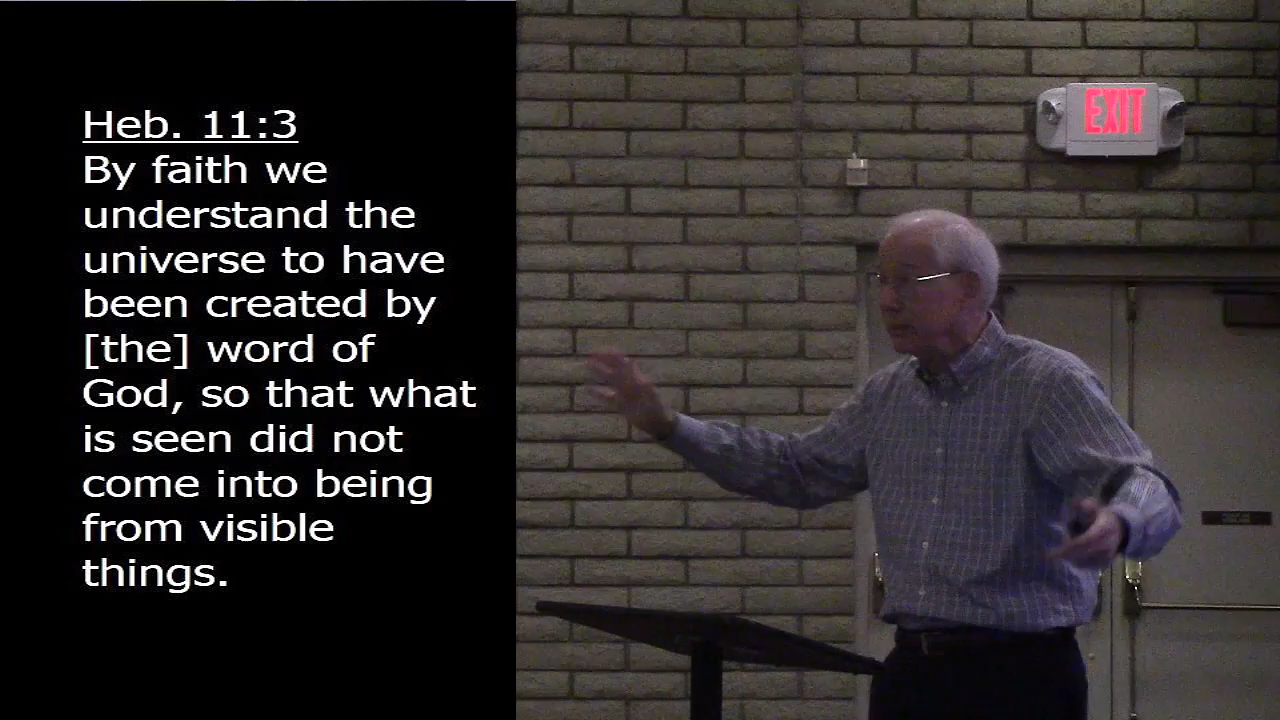 Heb. 11:3
By faith we
understand the
universe to have
been created by
[the] word of
God, so that what
is seen did not
come into being
from visible
things.
EXIT